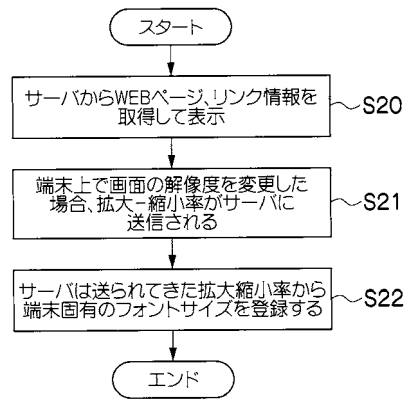 スタート
サーバからWEBページ、リンク情報を
取得して表示
S20
端末上で画面の解像度を変更した
場合、拡大-縮小率がサーバに
送信される
S21
サーバは送られてきた拡大縮小率から
端末固有のフォントサイズを登録する
S22
エンド